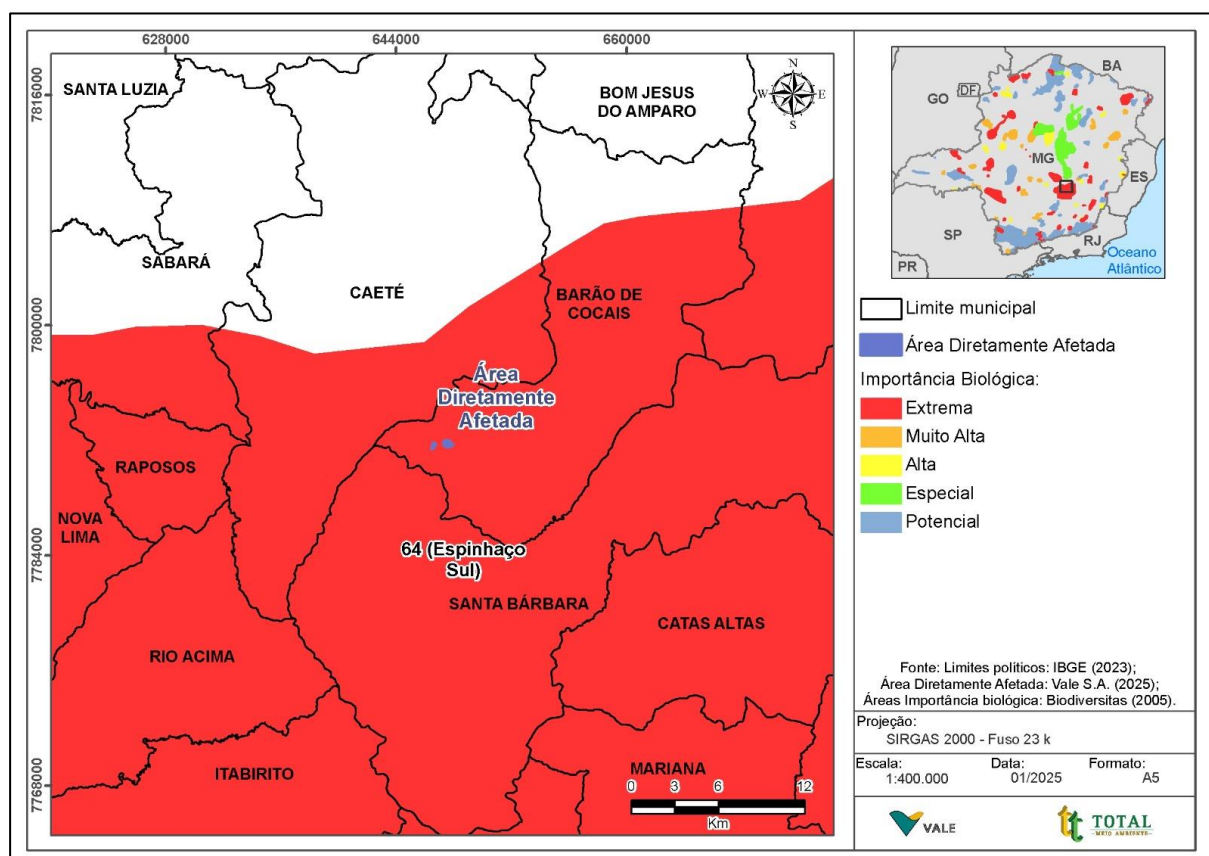 628000
644000
660000
7816000
7800000
7784000
7768000
SANTA LUZIA
BOM JESUS
DO AMPARO
N
W
E
S
SABARÁ
CAETÉ
BARÃO DE
COCAIS
Área
Diretamente
Afetada
RAPOSOS
NOVA
LIMA
64 (Espinhaço
Sul)
SANTA BÁRBARA
CATAS ALTAS
RIO ACIMA
ITABIRITO
MARIANA
0 3 6 12
Km
BA
GO
DF
MG
ES
SP
RJ
PR
Oceano
Atlântico
Limite municipal
Área Diretamente Afetada
Importância Biológica:
Extrema
Muito Alta
Alta
Especial
Potencial
Fonte: Limites politicos: IBGE (2023);
Área Diretamente Afetada: Vale S.A. (2025);
Áreas Importância biológica: Biodiversitas (2005).
Projeção:
SIRGAS 2000 - Fuso 23 k
Escala: Data: Formato:
1:400.000 01/2025 A5
VALE
TOTAL
MEIO AMBIENTE